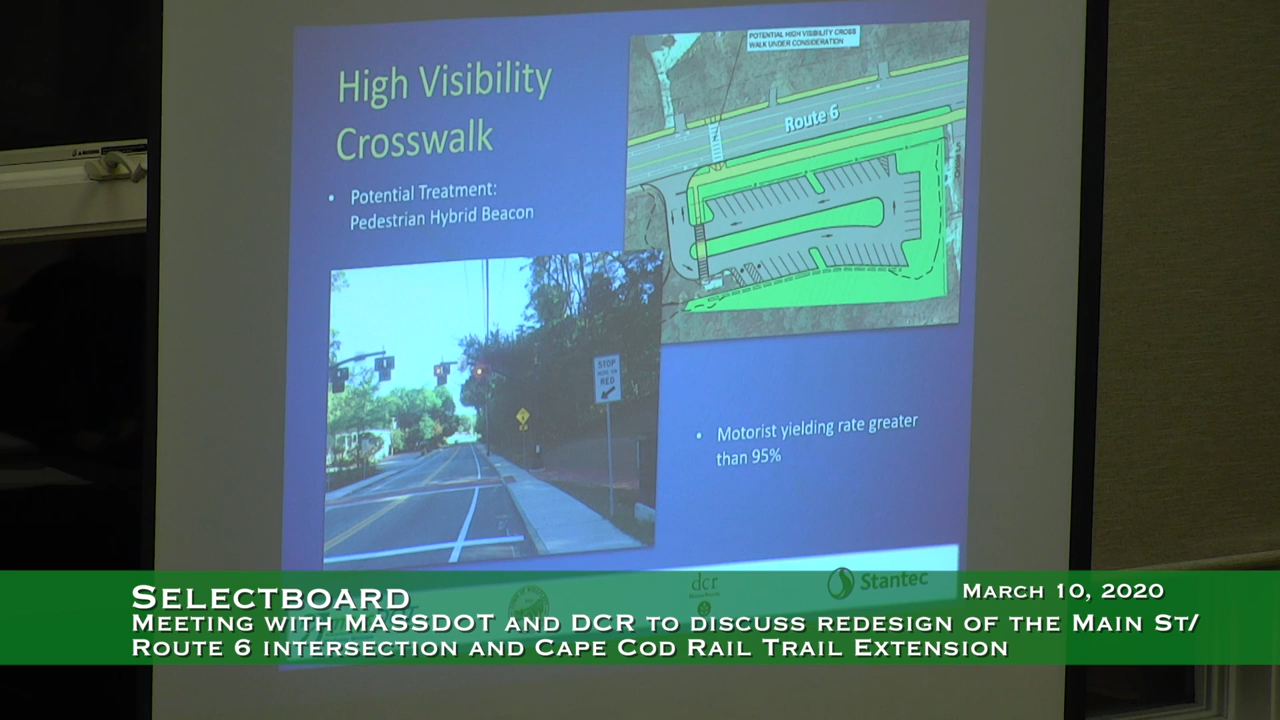 High Visibility
Crosswalk
• Potential Treatment:
Pedestrian Hybrid Beacon
POTENTIAL HIGH VISIBILITY CROSS
WALK UNDER CONSIDERATION
Route 6
STOP
RED
• Motorist yielding rate greater
than 95%
dcr
Stantec
SELECTBOARD
MARCH 10, 2020
MEETING WITH MASSDOT AND DCR TO DISCUSS REDESIGN OF THE MAIN ST/
ROUTE 6 INTERSECTION AND CAPE COD RAIL TRAIL EXTENSION